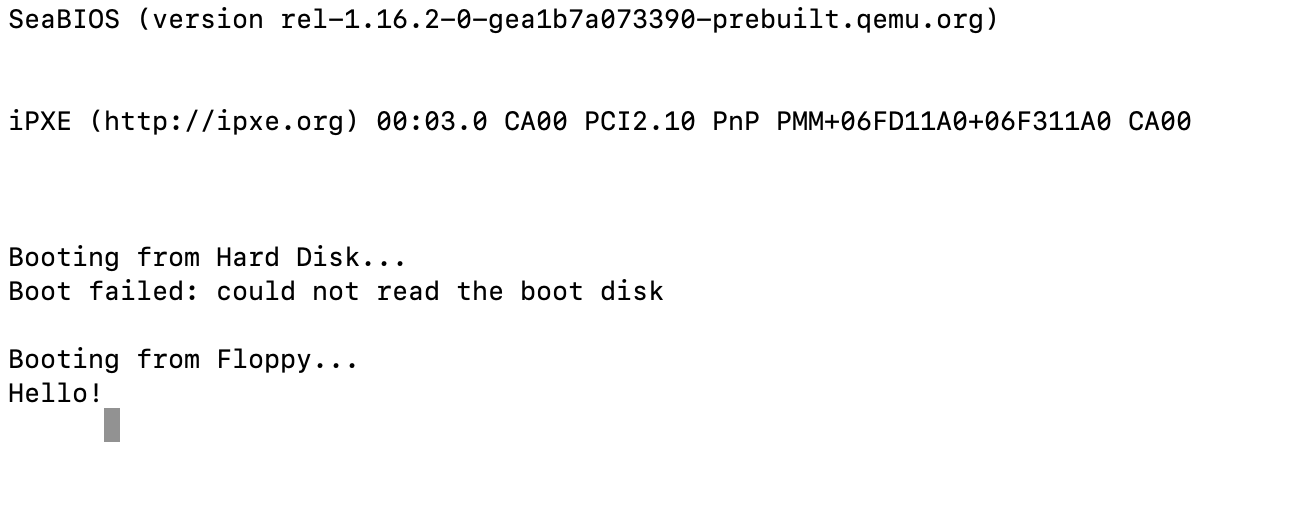 SeaBIOS (version rel-1.16.2-0-gea1b7a073390-prebuilt.qemu.org)
iPXE (http://ipxe.org) 00:03.0 CA00 PCI2.10 PnP PMM+06FD11A0+06F311A0 CA00
Booting from Hard Disk...
Boot failed: could not read the boot disk
Booting from Floppy...
Hello!